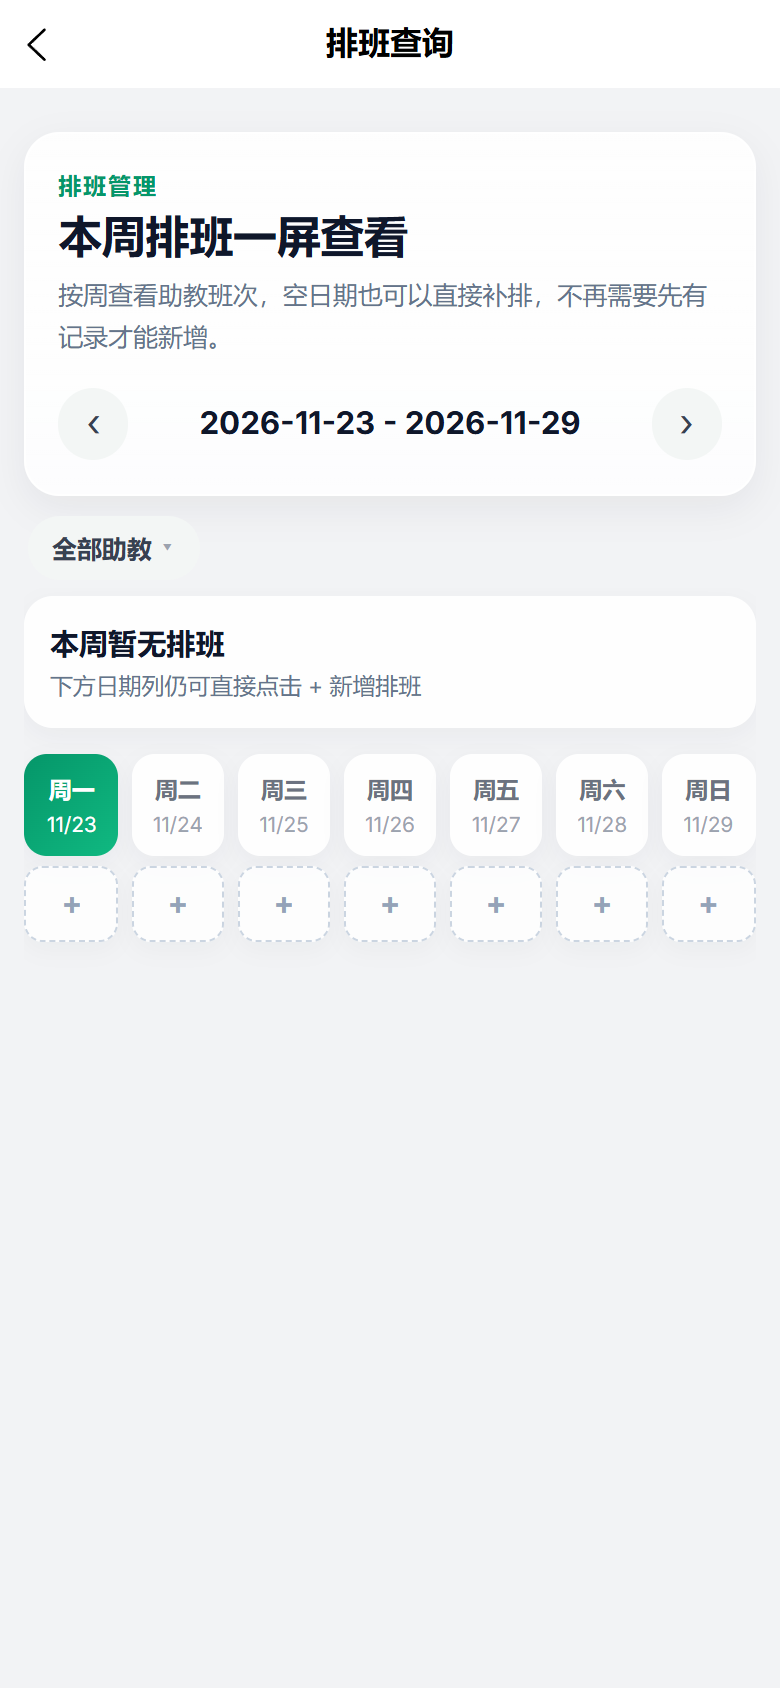 排班查询
排班管理
本周排班一屏查看
按周查看助教班次，空日期也可以直接补排，不再需要先有
记录才能新增。
‹ 2026-11-23 - 2026-11-29 ›
全部助教 ▼
本周暂无排班
下方日期列仍可直接点击 + 新增排班
周一 周二 周三 周四 周五 周六 周日
11/23 11/24 11/25 11/26 11/27 11/28 11/29
+ + + + + + +